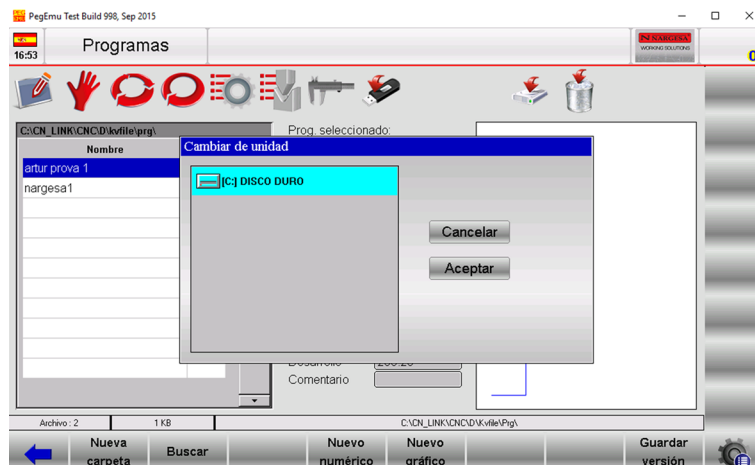 PegEmu Test Build 998, Sep 2015
16:53
Programas
NARGESA
WORKING SOLUTIONS
0
C:\CN_LINK\CNC\D\kvfile\prg\
Prog. seleccionado:
Nombre
Cambiar de unidad
artur prova 1
nargesa1
[C:] DISCO DURO
Cancelar
Aceptar
Comentario
Archivo : 2
1 KB
C:\CN_LINK\CNC\D\Kvfile\Prg\
Nueva carpeta
Buscar
Nuevo numérico
Nuevo gráfico
Guardar versión